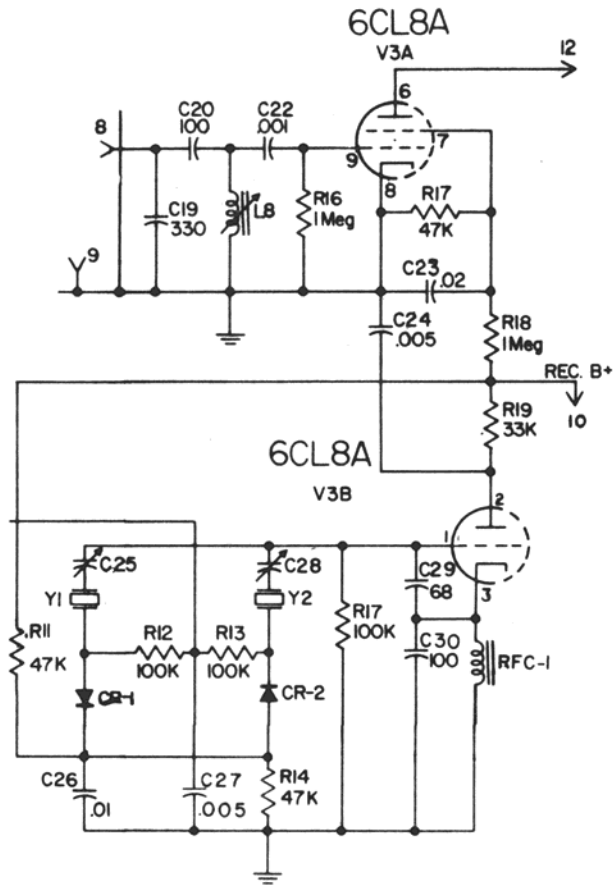 6CL8A
V3A
12
6
7
9
8
8
C20
100
C22
.001
C19
330
L8
R16
1Meg
R17
47K
9
C23
.02
C24
.005
R18
1Meg
REC. B+
10
R19
33K
6CL8A
V3B
2
1
3
C25
C28
Y1
Y2
C29
68
R11
47K
R12
100K
R13
100K
R17
100K
C30
100
RFC-1
CR-1
CR-2
C26
.01
C27
.005
R14
47K